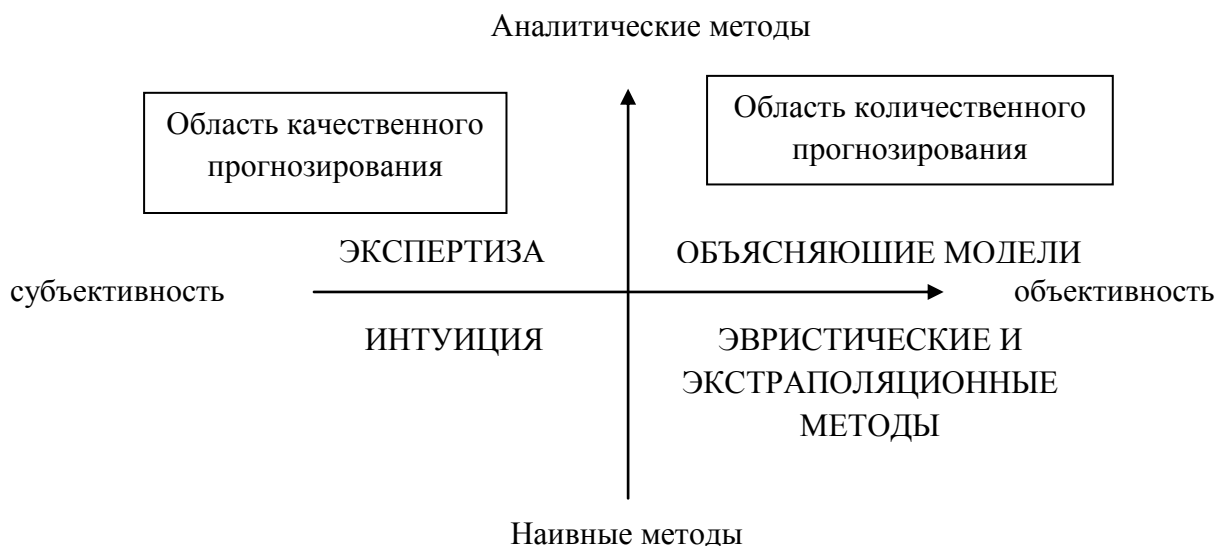 Аналитические методы
Область качественного
прогнозирования
Область количественного
прогнозирования
ЭКСПЕРТИЗА
ОБЪЯСНЯЮШИЕ МОДЕЛИ
субъективность
объективность
ИНТУИЦИЯ
ЭВРИСТИЧЕСКИЕ И
ЭКСТРАПОЛЯЦИОННЫЕ
МЕТОДЫ
Наивные методы